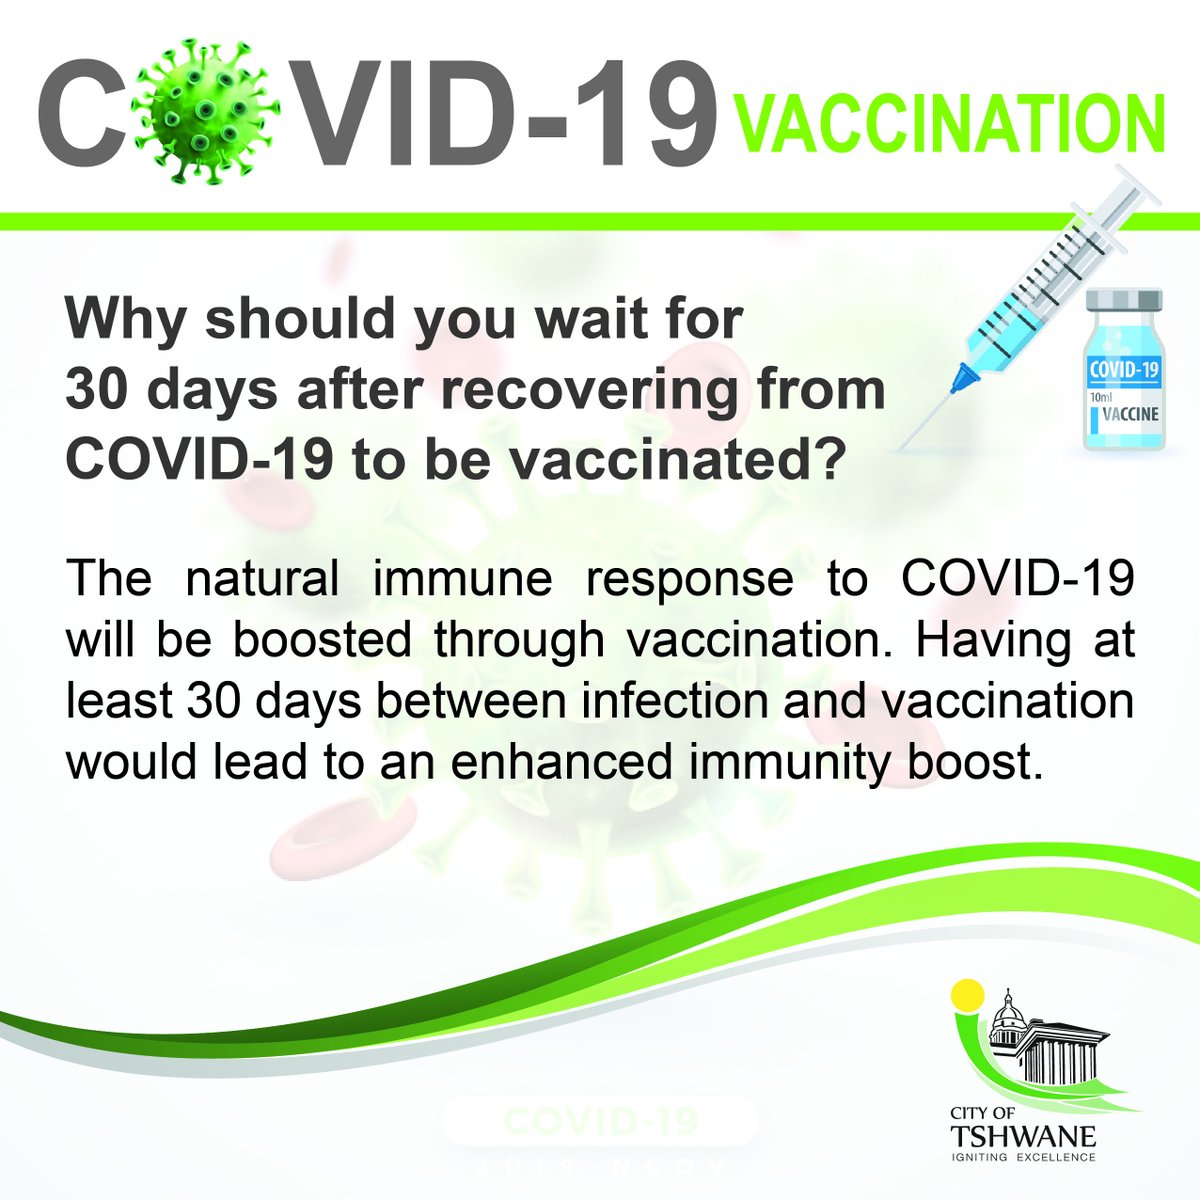 COVID-19 VACCINATION
Why should you wait for
30 days after recovering from
COVID-19 to be vaccinated?
COVID-19
10ml
VACCINE
The natural immune response to COVID-19
will be boosted through vaccination. Having at
least 30 days between infection and vaccination
would lead to an enhanced immunity boost.
COVID-19
2019-NCOV
CITY OF
TSHWANE
IGNITING EXCELLENCE